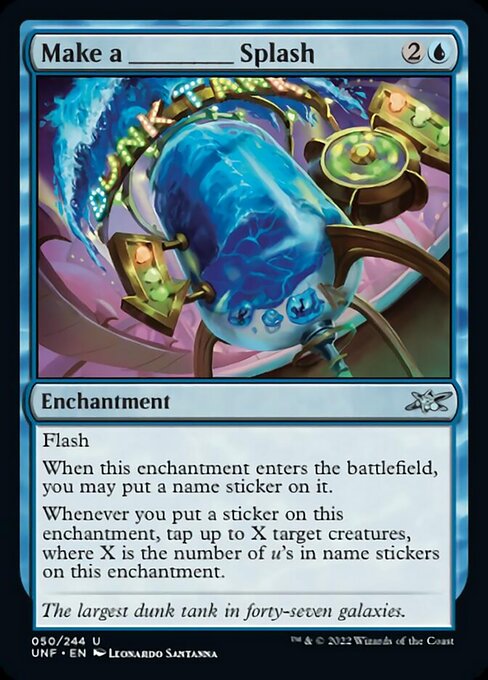 Make a ________ Splash 2
DUNK TANK
Enchantment
Flash
When this enchantment enters the battlefield,
you may put a name sticker on it.
Whenever you put a sticker on this
enchantment, tap up to X target creatures,
where X is the number of u's in name stickers
on this enchantment.
The largest dunk tank in forty-seven galaxies.
050/244 U
UNF • EN Leonardo Santanna
™ & © 2022 Wizards of the Coast